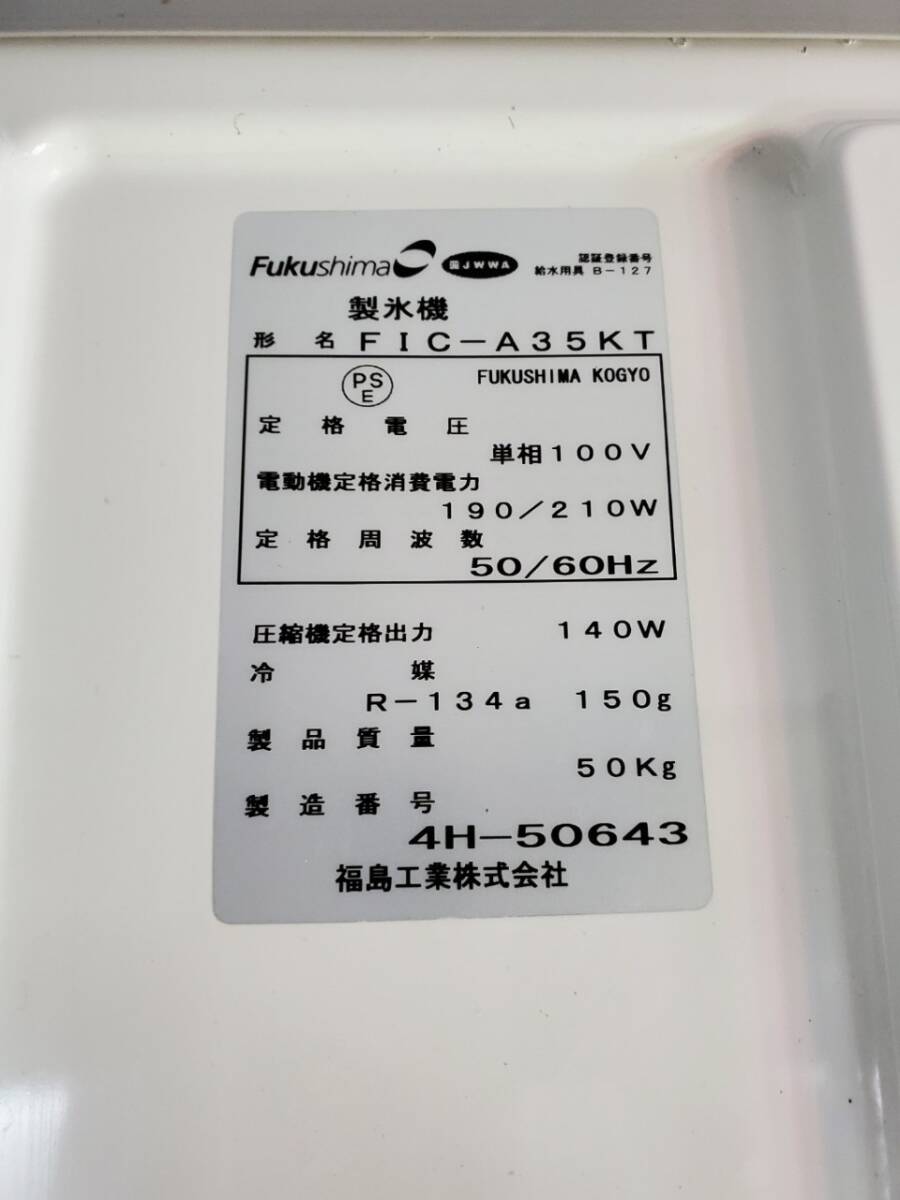 Fukushima JWWA 認証登録番号
給水用具 B-127
製氷機
形名 FIC-A35KT
PS E FUKUSHIMA KOGYO
定格電圧
単相100V
電動機定格消費電力
190/210W
定格周波数
50/60Hz
圧縮機定格出力 140W
冷媒
R-134a 150g
製品質量
50Kg
製造番号
4H-50643
福島工業株式会社